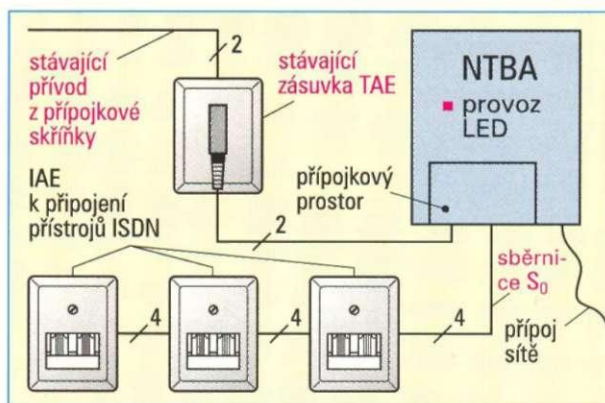 stávající
přívod
z přípojkové
skříňky
2
stávající
zásuvka TAE
NTBA
provoz
LED
IAE
k připojení
přístrojů ISDN
přípojkový
prostor
2
sběrni-
ce S₀
4
4
4
přípoj
sítě